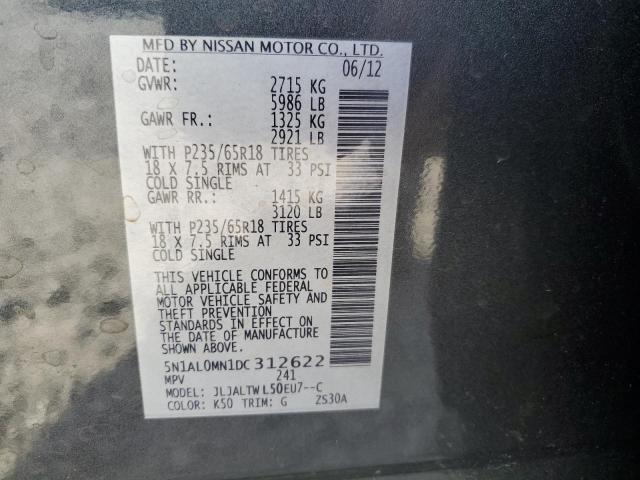 MFD BY NISSAN MOTOR CO., LTD.
DATE: 06/12
GVWR: 2715 KG
5986 LB
GAWR FR.: 1325 KG
2921 LB
WITH P235/65R18 TIRES
18 X 7.5 RIMS AT 33 PSI
COLD SINGLE
GAWR RR.: 1415 KG
3120 LB
WITH P235/65R18 TIRES
18 X 7.5 RIMS AT 33 PSI
COLD SINGLE
THIS VEHICLE CONFORMS TO
ALL APPLICABLE FEDERAL
MOTOR VEHICLE SAFETY AND
THEFT PREVENTION
STANDARDS IN EFFECT ON
THE DATE OF MANUFACTURE
SHOWN ABOVE.
5N1AL0MN1DC312622
MPV 241
MODEL: JLJALTWL50EU7--C
COLOR: K50 TRIM: G ZS30A